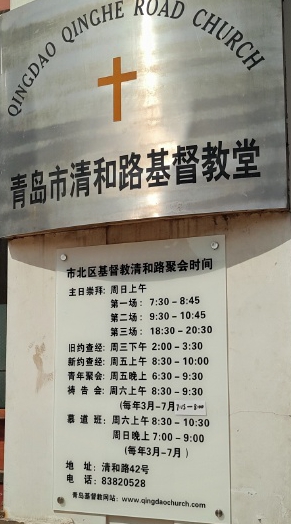 QINGDAO QINGHE ROAD CHURCH
青岛市清和路基督教堂
市北区基督教清和路聚会时间
主日崇拜: 周日上午
第一场: 7:30-8:45
第二场: 9:30-10:45
第三场: 18:30-20:30
旧约查经: 周三下午 2:00-3:30
新约查经: 周五上午 8:30-10:00
青年聚会: 周五晚上 6:30-9:30
祷 告 会: 周六上午 8:30-9:30
(每年3月-7月
慕 道 班: 周六上午 8:30-10:30
周日晚上 7:00-9:00
(每年3月-7月)
地 址: 清和路42号
电 话: 83820528
青岛基督教网站: www.qingdaochurch.com